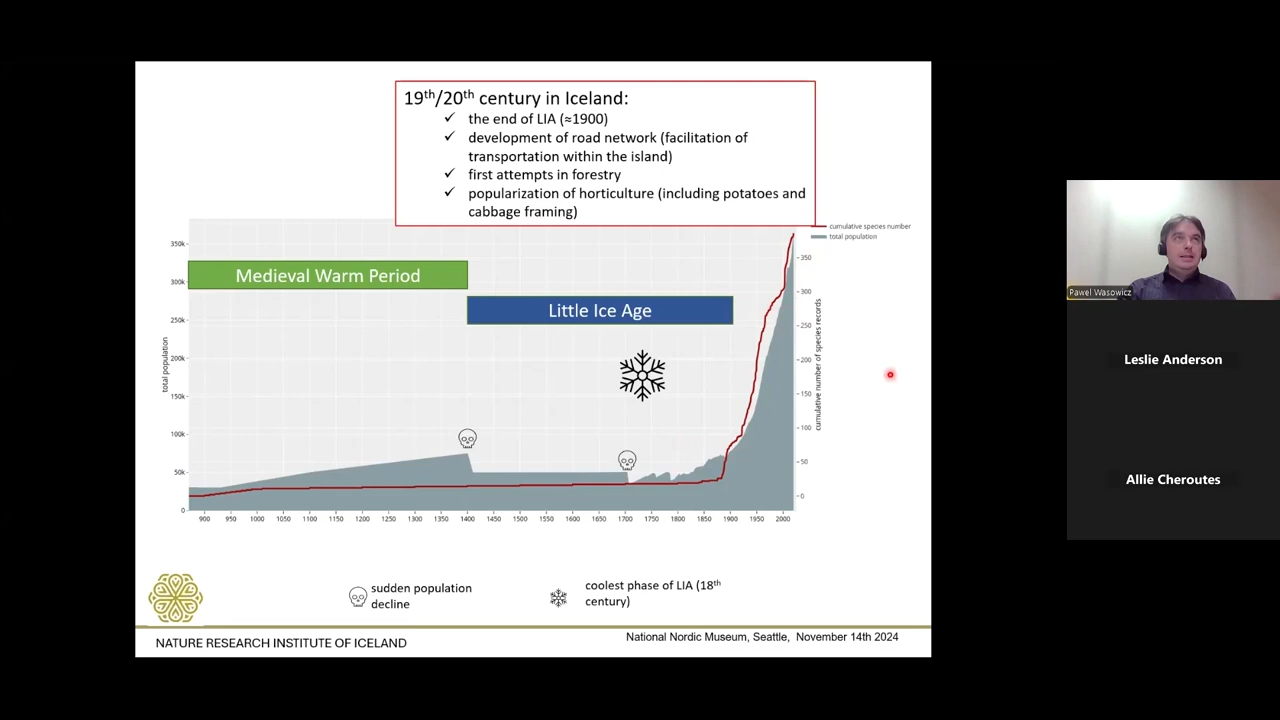 19th/20th century in Iceland:
✓ the end of LIA (≈1900)
✓ development of road network (facilitation of
transportation within the island)
✓ first attempts in forestry
✓ popularization of horticulture (including potatoes and
cabbage framing)
cumulative species number
total population
Medieval Warm Period
Little Ice Age
total population
350k
300k
250k
200k
150k
100k
50k
0
350
300
250
200
150
100
50
0
cumulative number of species records
900 950 1000 1050 1100 1150 1200 1250 1300 1350 1400 1450 1500 1550 1600 1650 1700 1750 1800 1850 1900 1950 2000
sudden population
decline
coolest phase of LIA (18th
century)
NATURE RESEARCH INSTITUTE OF ICELAND
National Nordic Museum, Seattle, November 14th 2024
Pawel Wasowicz
Leslie Anderson
Allie Cheroutes